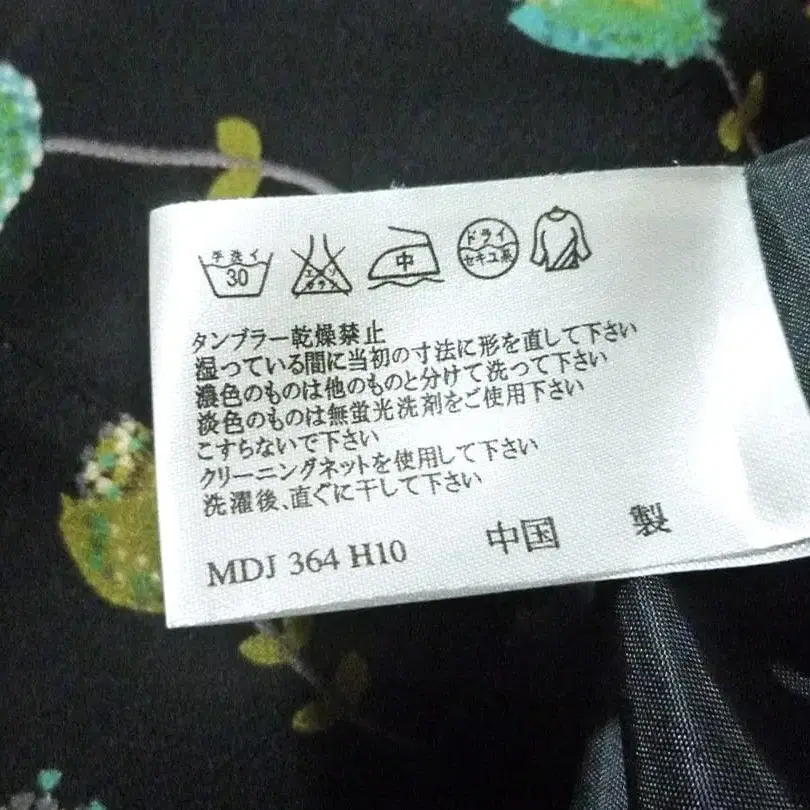 手洗イ
30
エンソ
サラシ
中
ドライ
セキユ系
タンブラー乾燥禁止
湿っている間に当初の寸法に形を直して下さい
濃色のものは他のものと分けて洗って下さい
淡色のものは無蛍光洗剤をご使用下さい
こすらないで下さい
クリーニングネットを使用して下さい
洗濯後、直ぐに干して下さい
MDJ 364 H10 中国 製